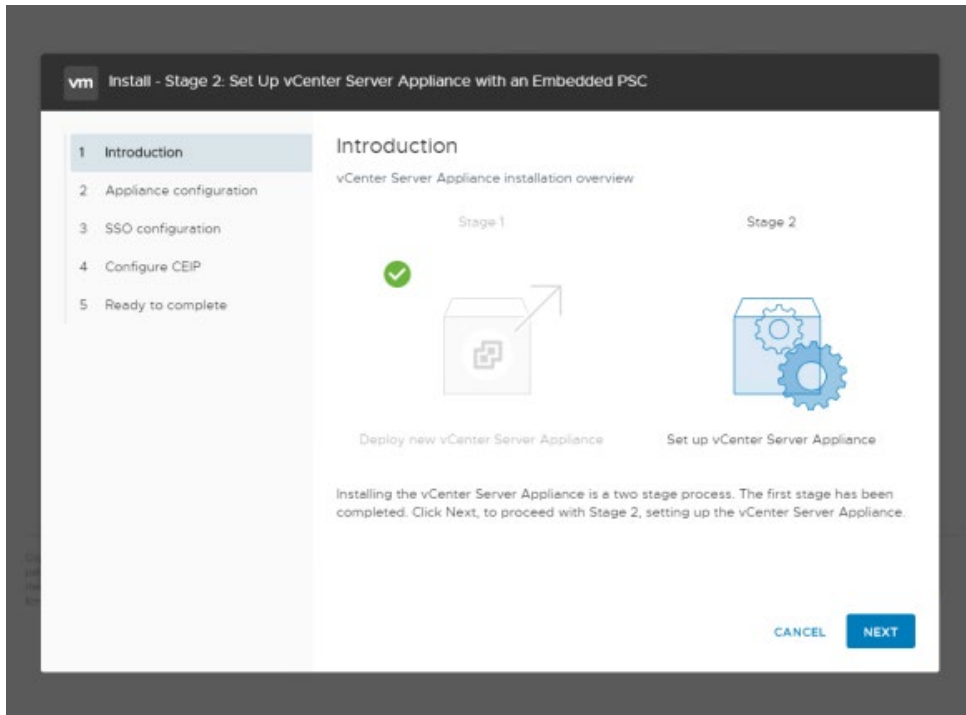 vm Install - Stage 2: Set Up vCenter Server Appliance with an Embedded PSC
1 Introduction
2 Appliance configuration
3 SSO configuration
4 Configure CEIP
5 Ready to complete
Introduction
vCenter Server Appliance installation overview
Stage 1
Stage 2
Deploy new vCenter Server Appliance
Set up vCenter Server Appliance
Installing the vCenter Server Appliance is a two stage process. The first stage has been
completed. Click Next, to proceed with Stage 2, setting up the vCenter Server Appliance.
CANCEL
NEXT